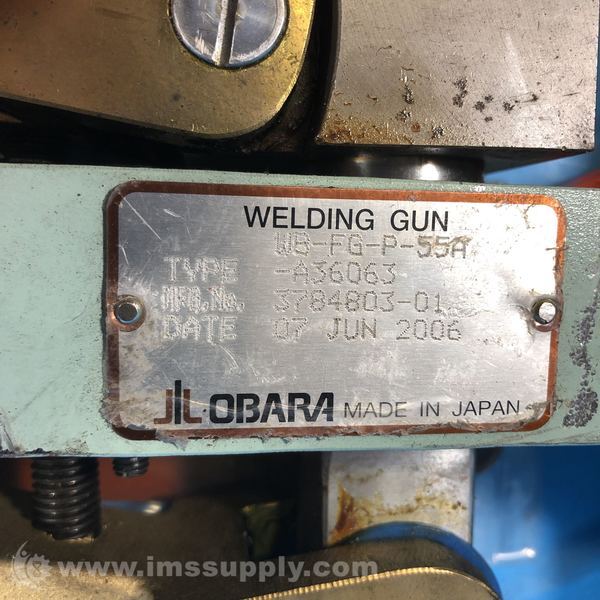 WELDING GUN
WB-FG-P-55A
TYPE -A36063
MFG.No. 3784803-01
DATE 07 JUN 2006
OBARA MADE IN JAPAN
www.imssupply.com